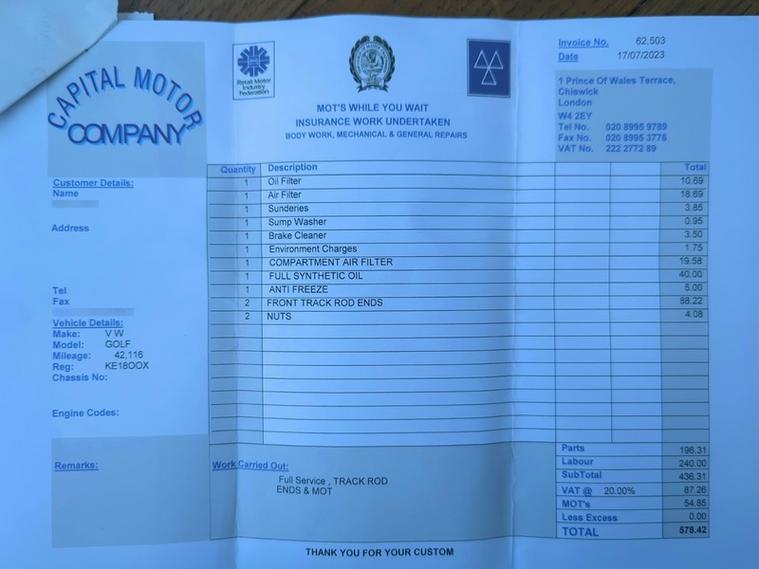 CAPITAL MOTOR
COMPANY
Retail Motor
Industry
Federation
MOT'S WHILE YOU WAIT
INSURANCE WORK UNDERTAKEN
BODY WORK, MECHANICAL & GENERAL REPAIRS
Invoice No. 62,503
Date 17/07/2023
1 Prince Of Wales Terrace,
Chiswick
London
W4 2EY
Tel No. 020 8995 9789
Fax No. 020 8995 3776
VAT No. 222 2772 89
Customer Details:
Name
Address
Tel
Fax
Vehicle Details:
Make: V W
Model: GOLF
Mileage: 42,116
Reg: KE18OOX
Chassis No:
Engine Codes:
Remarks:
Quantity Description Total
1 Oil Filter 10.69
1 Air Filter 18.69
1 Sunderies 3.85
1 Sump Washer 0.95
1 Brake Cleaner 3.50
1 Environment Charges 1.75
1 COMPARTMENT AIR FILTER 19.58
1 FULL SYNTHETIC OIL 40.00
1 ANTI FREEZE 5.00
2 FRONT TRACK ROD ENDS 88.22
2 NUTS 4.08
Work Carried Out:
Full Service , TRACK ROD
ENDS & MOT
Parts 196.31
Labour 240.00
SubTotal 436.31
VAT @ 20.00% 87.26
MOT's 54.85
Less Excess 0.00
TOTAL 578.42
THANK YOU FOR YOUR CUSTOM